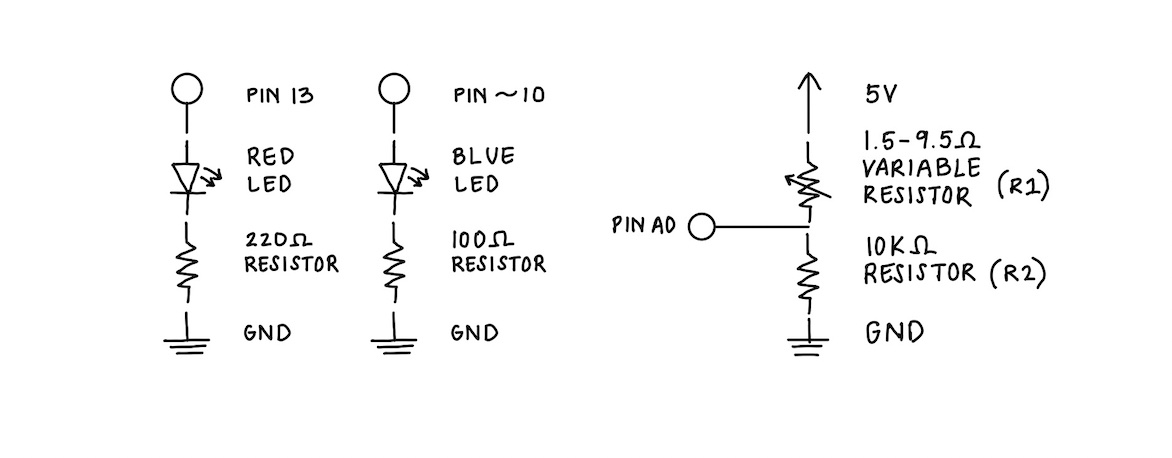 PIN 13
RED
LED
220Ω
RESISTOR
GND
PIN ~10
BLUE
LED
100Ω
RESISTOR
GND
5V
1.5-9.5Ω
VARIABLE
RESISTOR (R1)
PIN A0
10KΩ
RESISTOR (R2)
GND